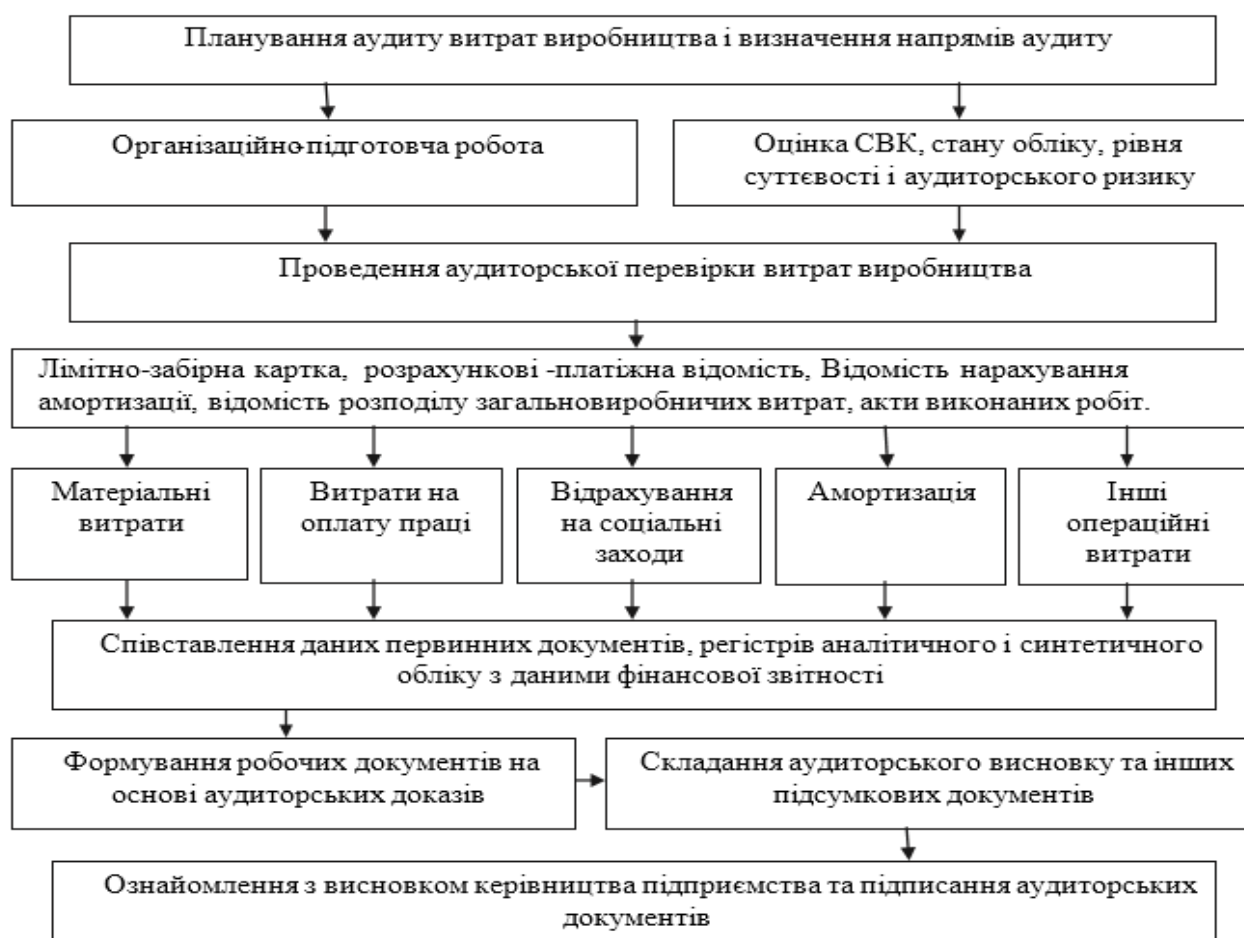 Планування аудиту витрат виробництва і визначення напрямів аудиту
Організаційно-підготовча робота
Оцінка СВК, стану обліку, рівня
суттєвості і аудиторського ризику
Проведення аудиторської перевірки витрат виробництва
Лімітно-забірна картка, розрахункові -платіжна відомість, Відомість нарахування
амортизації, відомість розподілу загальновиробничих витрат, акти виконаних робіт.
Матеріальні
витрати
Витрати на
оплату праці
Відрахування
на соціальні
заходи
Амортизація
Інші
операційні
витрати
Співставлення даних первинних документів, регістрів аналітичного і синтетичного
обліку з даними фінансової звітності
Формування робочих документів на
основі аудиторських доказів
Складання аудиторського висновку та інших
підсумкових документів
Ознайомлення з висновком керівництва підприємства та підписання аудиторських
документів